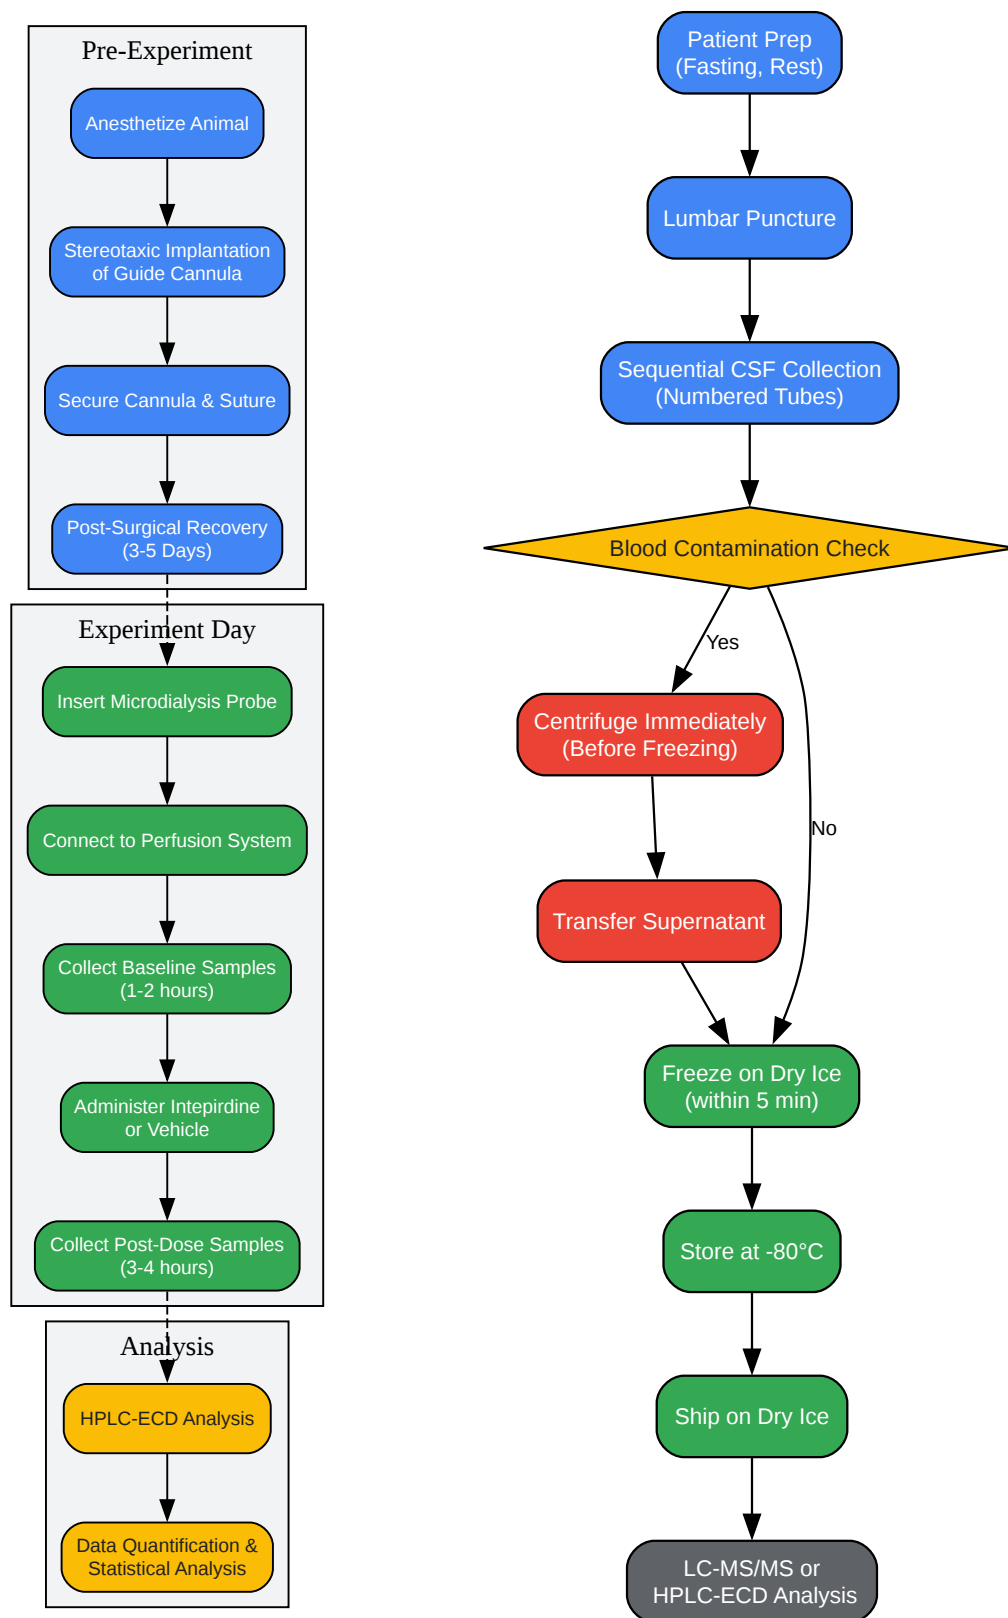 Pre-Experiment
Anesthetize Animal
Stereotaxic Implantation
of Guide Cannula
Secure Cannula & Suture
Post-Surgical Recovery
(3-5 Days)
Experiment Day
Insert Microdialysis Probe
Connect to Perfusion System
Collect Baseline Samples
(1-2 hours)
Administer Intepirdine
or Vehicle
Collect Post-Dose Samples
(3-4 hours)
Analysis
HPLC-ECD Analysis
Data Quantification &
Statistical Analysis
Patient Prep
(Fasting, Rest)
Lumbar Puncture
Sequential CSF Collection
(Numbered Tubes)
Blood Contamination Check
Yes
Centrifuge Immediately
(Before Freezing)
No
Transfer Supernatant
Freeze on Dry Ice
(within 5 min)
Store at -80°C
Ship on Dry Ice
LC-MS/MS or
HPLC-ECD Analysis